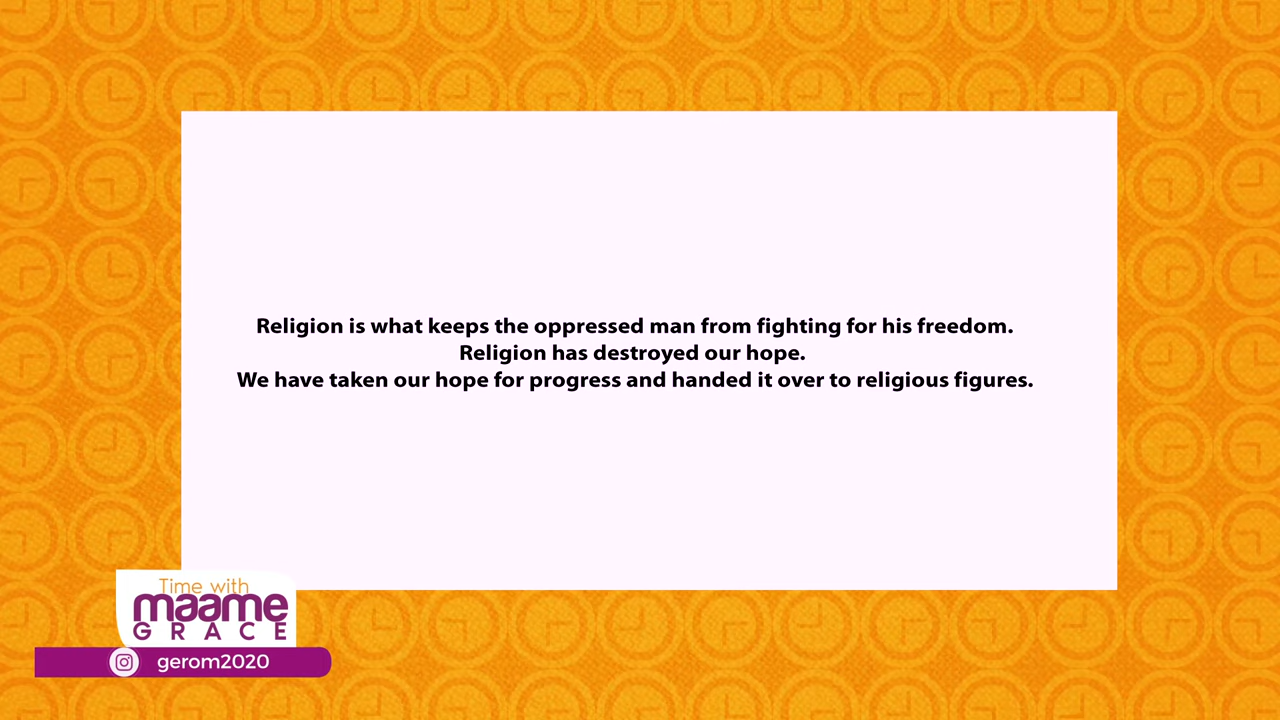 Religion is what keeps the oppressed man from fighting for his freedom.
Religion has destroyed our hope.
We have taken our hope for progress and handed it over to religious figures.
Time with
maame
GRACE
gerom2020